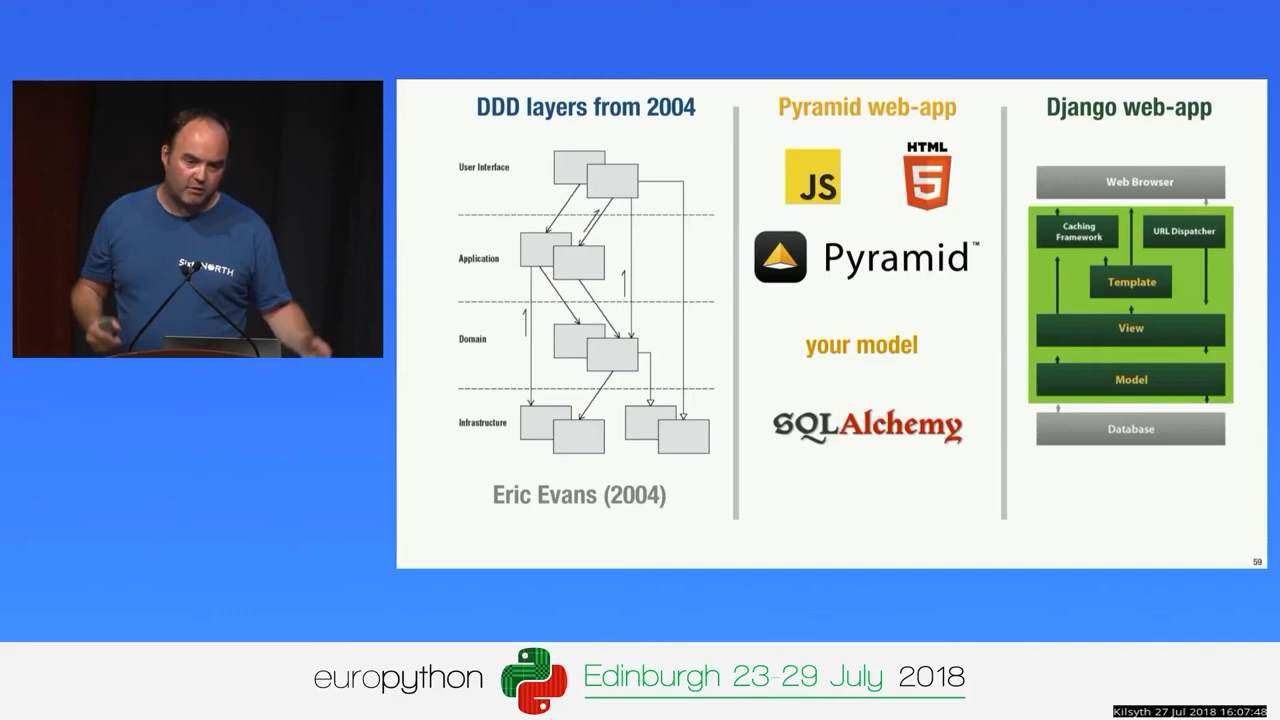 SixtyNORTH
DDD layers from 2004
User Interface
Application
Domain
Infrastructure
Eric Evans (2004)
Pyramid web-app
JS
HTML
5
Pyramid™
your model
SQLAlchemy
Django web-app
Web Browser
Caching
Framework
URL Dispatcher
Template
View
Model
Database
59
europython
Edinburgh 23-29 July 2018
Kilsyth 27 Jul 2018 16:07:48